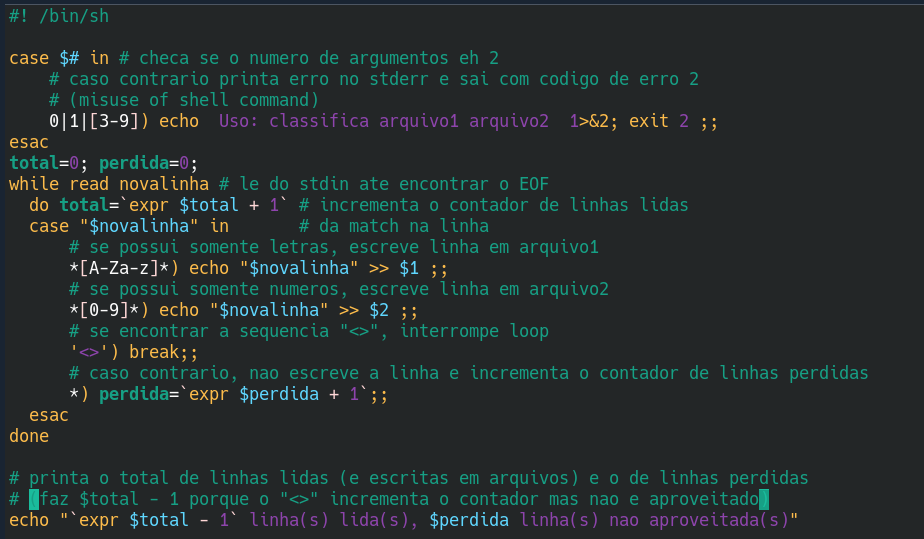 #! /bin/sh

case $# in # checa se o numero de argumentos eh 2
    # caso contrario printa erro no stderr e sai com codigo de erro 2
    # (misuse of shell command)
    0|1|[3-9]) echo  Uso: classifica arquivo1 arquivo2  1>&2; exit 2 ;;
esac
total=0; perdida=0;
while read novalinha # le do stdin ate encontrar o EOF
  do total=`expr $total + 1` # incrementa o contador de linhas lidas
  case "$novalinha" in       # da match na linha
      # se possui somente letras, escreve linha em arquivo1
      *[A-Za-z]*) echo "$novalinha" >> $1 ;;
      # se possui somente numeros, escreve linha em arquivo2
      *[0-9]*) echo "$novalinha" >> $2 ;;
      # se encontrar a sequencia "<>", interrompe loop
      '<>') break;;
      # caso contrario, nao escreve a linha e incrementa o contador de linhas perdidas
      *) perdida=`expr $perdida + 1`;;
  esac
done

# printa o total de linhas lidas (e escritas em arquivos) e o de linhas perdidas
# (faz $total - 1 porque o "<>" incrementa o contador mas nao e aproveitado)
echo "`expr $total - 1` linha(s) lida(s), $perdida linha(s) nao aproveitada(s)"